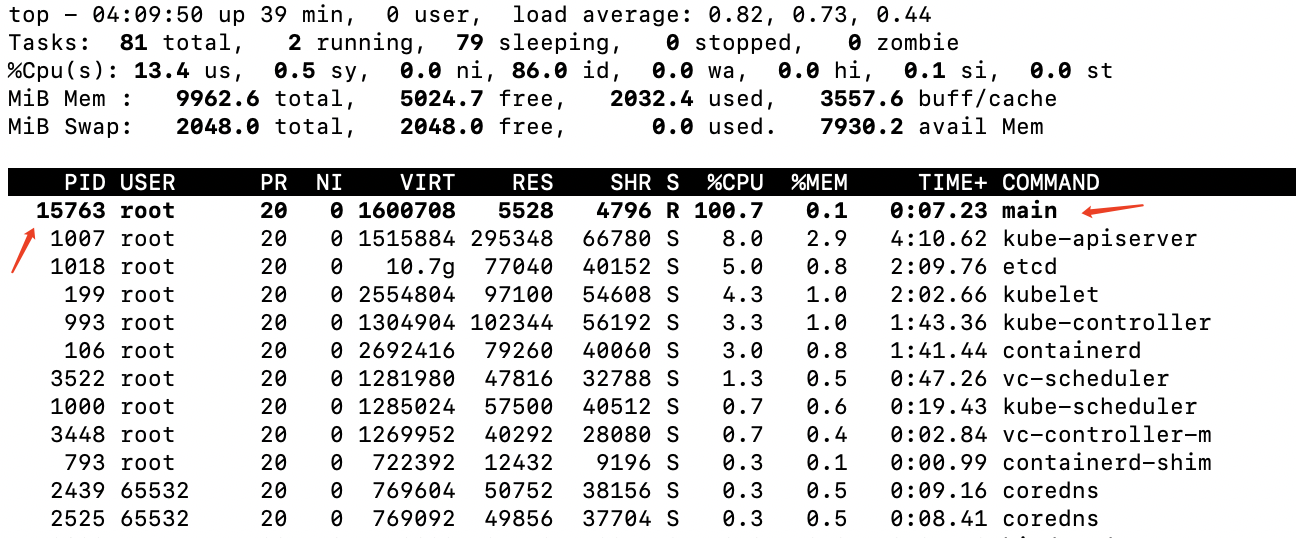 top - 04:09:50 up 39 min,  0 user,  load average: 0.82, 0.73, 0.44
Tasks:  81 total,   2 running,  79 sleeping,   0 stopped,   0 zombie
%Cpu(s): 13.4 us,  0.5 sy,  0.0 ni, 86.0 id,  0.0 wa,  0.0 hi,  0.1 si,  0.0 st
MiB Mem :   9962.6 total,   5024.7 free,   2032.4 used,   3557.6 buff/cache
MiB Swap:   2048.0 total,   2048.0 free,      0.0 used.   7930.2 avail Mem
PID USER      PR  NI    VIRT    RES    SHR S  %CPU  %MEM     TIME+ COMMAND
15763 root      20   0 1600708   5528   4796 R 100.7   0.1   0:07.23 main
1007 root      20   0 1515884 295348  66780 S   8.0   2.9   4:10.62 kube-apiserver
1018 root      20   0   10.7g  77040  40152 S   5.0   0.8   2:09.76 etcd
199 root      20   0 2554804  97100  54608 S   4.3   1.0   2:02.66 kubelet
993 root      20   0 1304904 102344  56192 S   3.3   1.0   1:43.36 kube-controller
106 root      20   0 2692416  79260  40060 S   3.0   0.8   1:41.44 containerd
3522 root      20   0 1281980  47816  32788 S   1.3   0.5   0:47.26 vc-scheduler
1000 root      20   0 1285024  57500  40512 S   0.7   0.6   0:19.43 kube-scheduler
3448 root      20   0 1269952  40292  28080 S   0.7   0.4   0:02.84 vc-controller-m
793 root      20   0  722392  12432   9196 S   0.3   0.1   0:00.99 containerd-shim
2439 65532     20   0  769604  50752  38156 S   0.3   0.5   0:09.16 coredns
2525 65532     20   0  769092  49856  37704 S   0.3   0.5   0:08.41 coredns